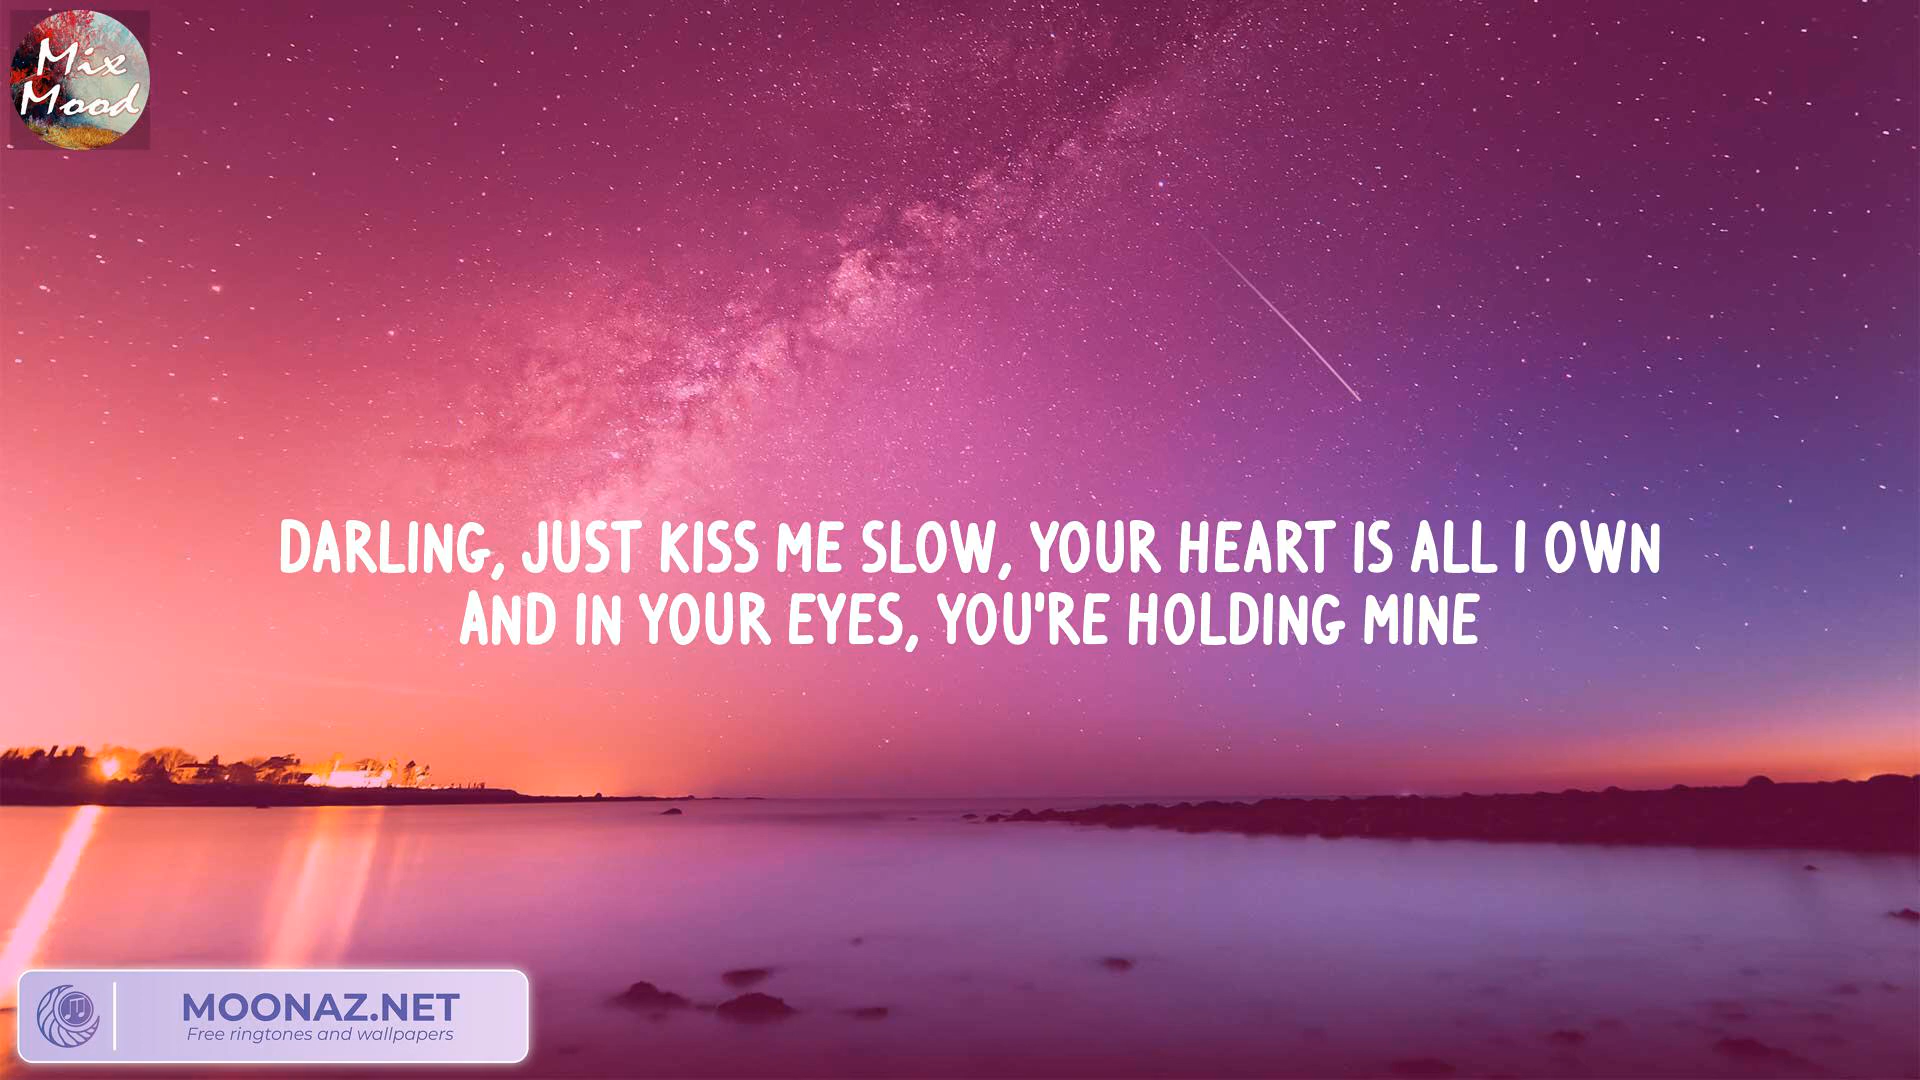 Mix
Mood
DARLING, JUST KISS ME SLOW, YOUR HEART IS ALL I OWN
AND IN YOUR EYES, YOU'RE HOLDING MINE
MOONAZ.NET
Free ringtones and wallpapers